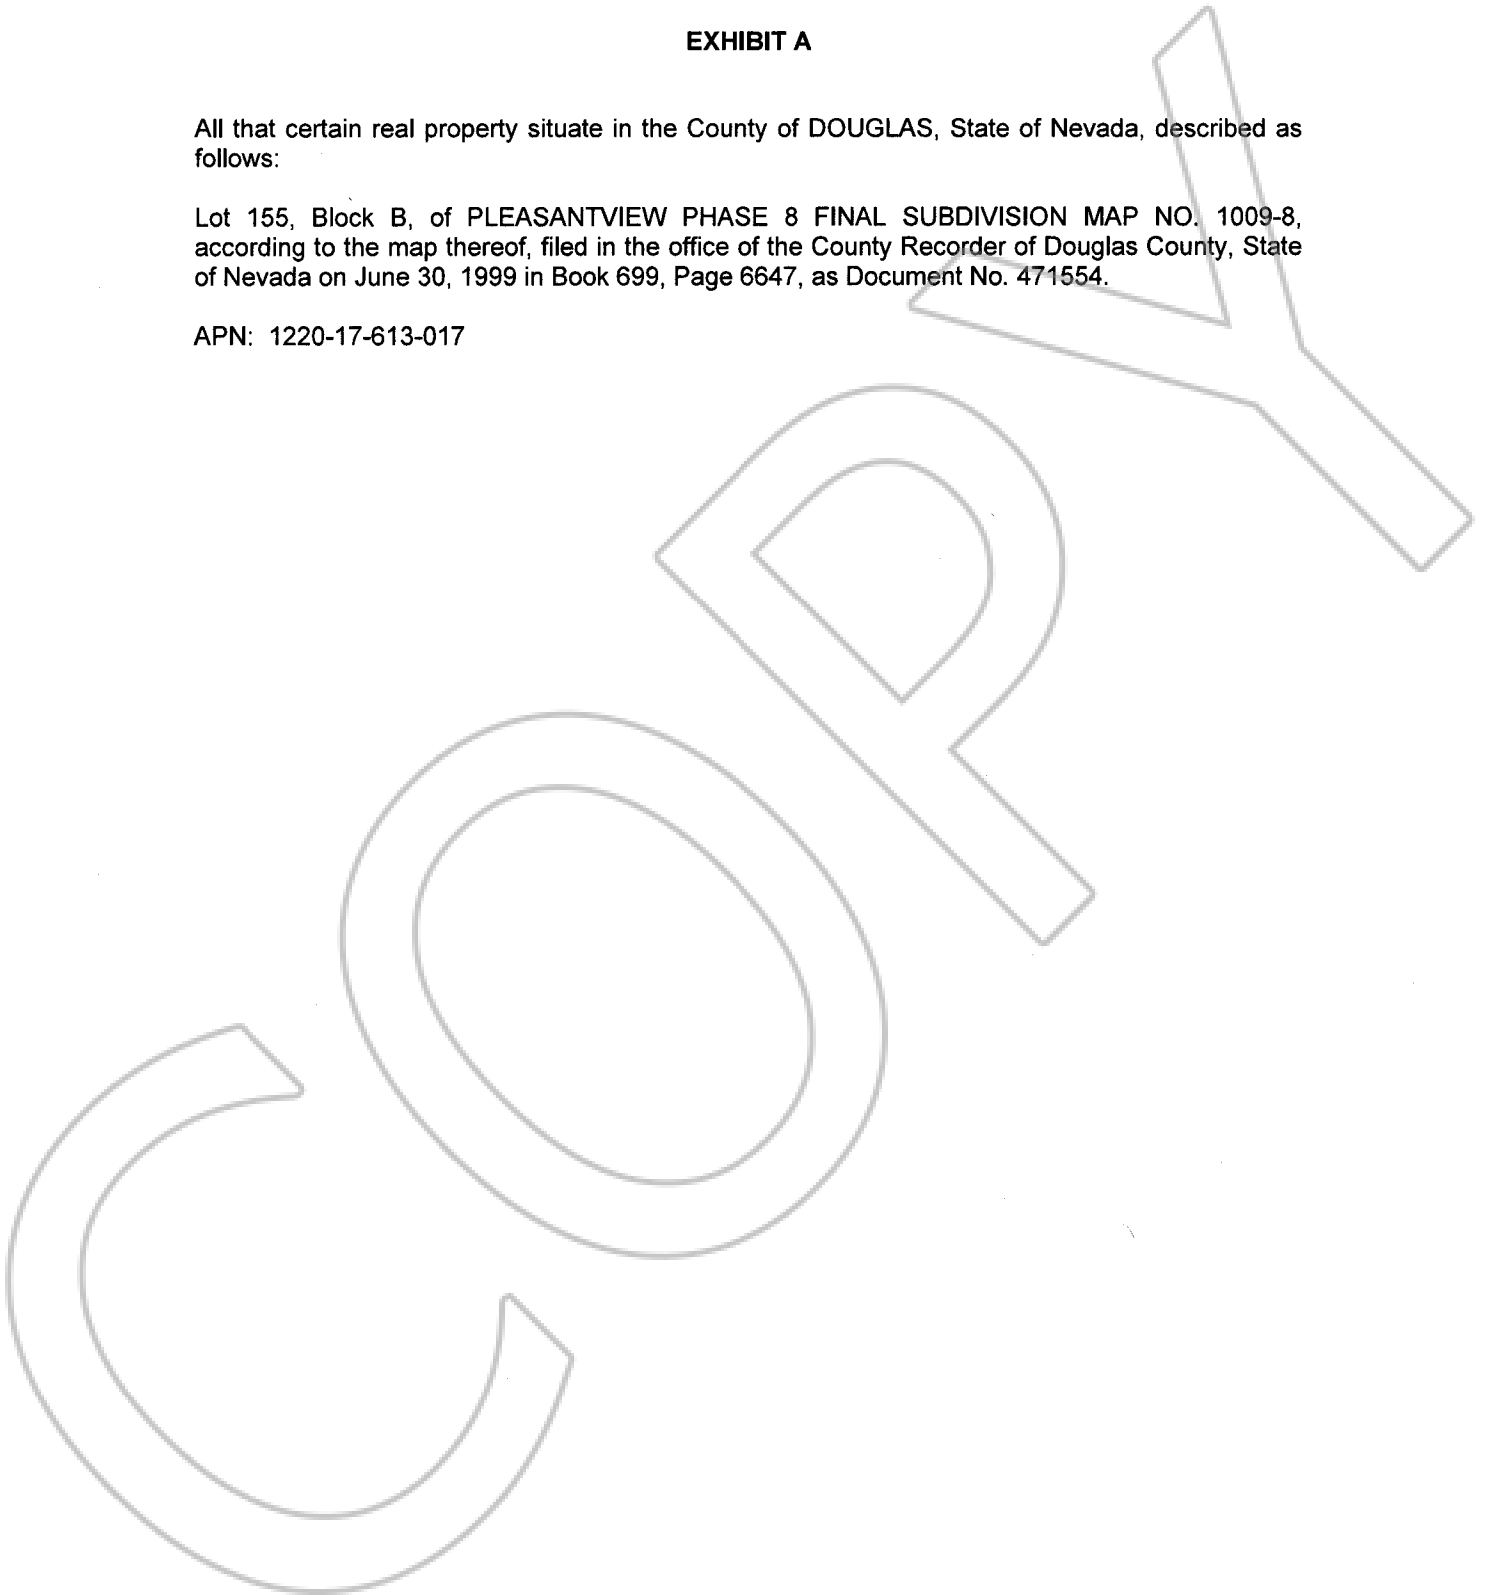 EXHIBIT A
All that certain real property situate in the County of DOUGLAS, State of Nevada, described as
follows:
Lot 155, Block B, of PLEASANTVIEW PHASE 8 FINAL SUBDIVISION MAP NO. 1009-8,
according to the map thereof, filed in the office of the County Recorder of Douglas County, State
of Nevada on June 30, 1999 in Book 699, Page 6647, as Document No. 471554.
APN: 1220-17-613-017
COPY